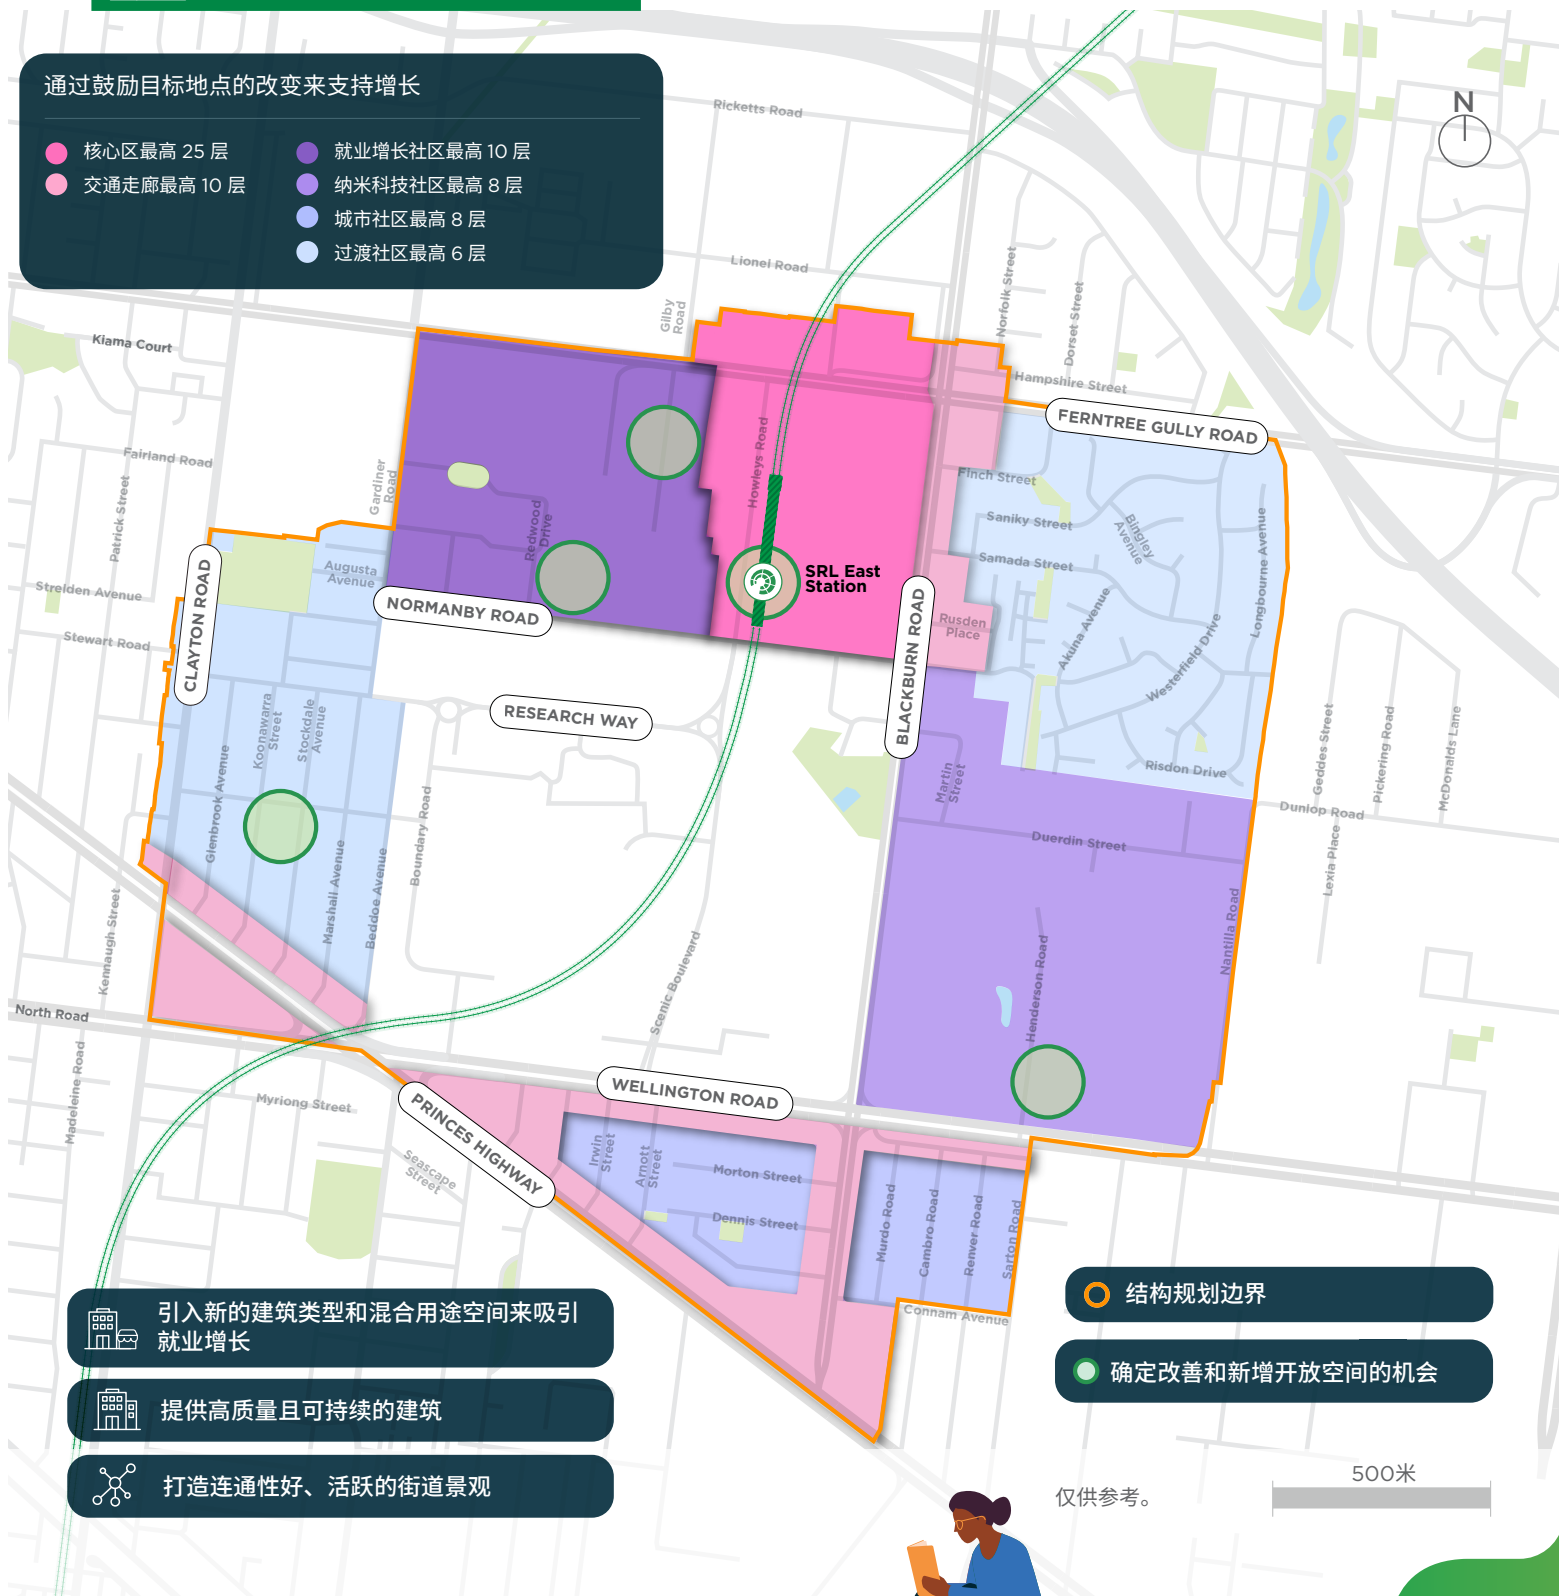 通过鼓励目标地点的改变来支持增长
核心区最高 25 层
交通走廊最高 10 层
就业增长社区最高 10 层
纳米科技社区最高 8 层
城市社区最高 8 层
过渡社区最高 6 层
N
Ricketts Road
Lionel Road
Gilby
Road
Norfolk Street
Dorset Street
Kiama Court
Hampshire Street
FERNTREE GULLY ROAD
Fairland Road
Patrick Street
Gardiner
Road
Howleys Road
Finch Street
Saniky Street
Bingley
Avenue
Longbourne Avenue
Redwood
Drive
Samada Street
Augusta
Avenue
SRL East
Station
Strelden Avenue
CLAYTON ROAD
NORMANBY ROAD
BLACKBURN ROAD
Rusden
Place
Akuna Avenue
Westerfield Drive
Stewart Road
RESEARCH WAY
Koonawarra
Street
Stockdale
Avenue
Glenbrook Avenue
Martin
Street
Risdon Drive
Geddes Street
Pickering Road
McDonalds Lane
Dunlop Road
Boundary Road
Duerdin Street
Lexia Place
Marshall Avenue
Beddoe Avenue
Kennaugh Street
Nantilla Road
Henderson Road
Scenic Boulevard
North Road
Madeleine Road
Myriong Street
WELLINGTON ROAD
PRINCES HIGHWAY
Seascape
Street
Irwin
Street
Arnott
Street
Morton Street
Dennis Street
Murdo Road
Cambro Road
Renver Road
Sarton Road
Connam Avenue
引入新的建筑类型和混合用途空间来吸引
就业增长
提供高质量且可持续的建筑
打造连通性好、活跃的街道景观
结构规划边界
确定改善和新增开放空间的机会
仅供参考。
500米